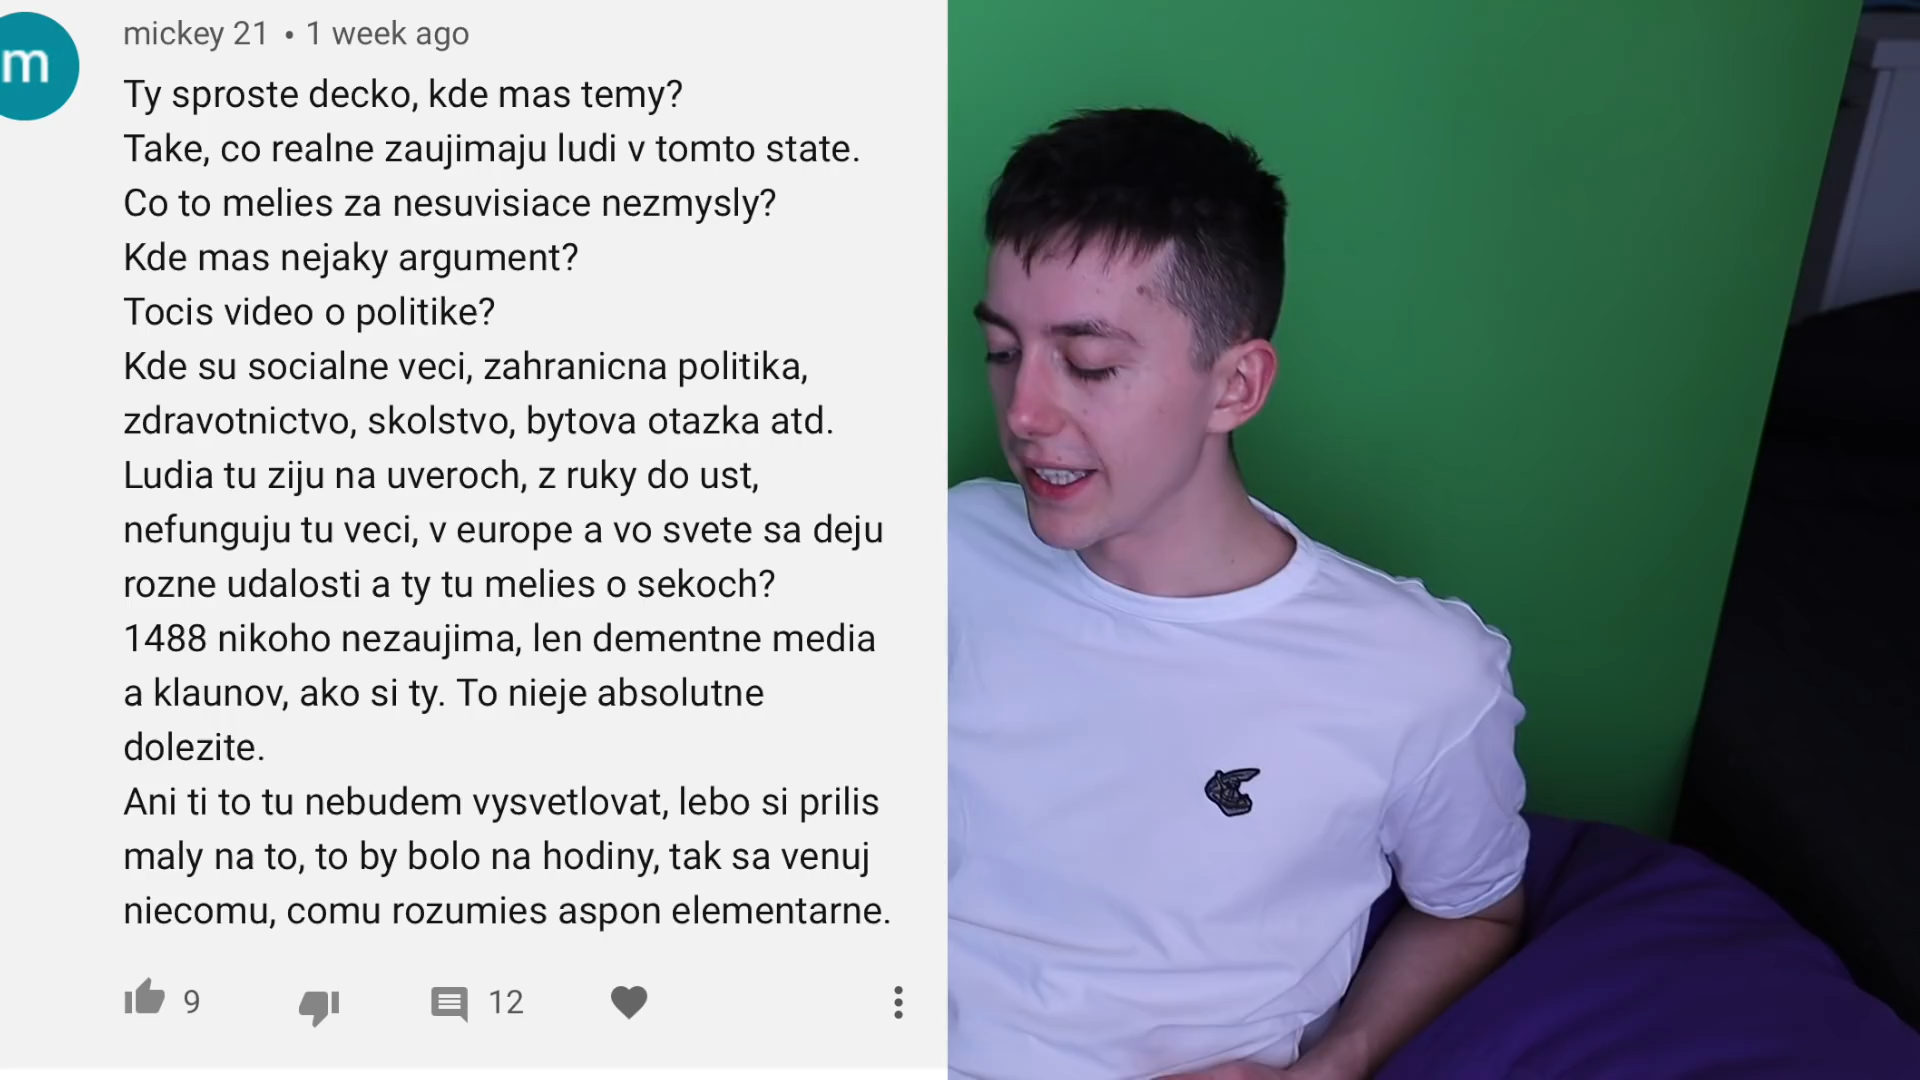 m
mickey 21 • 1 week ago
Ty sproste decko, kde mas temy?
Take, co realne zaujimaju ludi v tomto state.
Co to melies za nesuvisiace nezmysly?
Kde mas nejaky argument?
Tocis video o politike?
Kde su socialne veci, zahranicna politika,
zdravotnictvo, skolstvo, bytova otazka atd.
Ludia tu ziju na uveroch, z ruky do ust,
nefunguju tu veci, v europe a vo svete sa deju
rozne udalosti a ty tu melies o sekoch?
1488 nikoho nezaujima, len dementne media
a klaunov, ako si ty. To nieje absolutne
dolezite.
Ani ti to tu nebudem vysvetlovat, lebo si prilis
maly na to, to by bolo na hodiny, tak sa venuj
niecomu, comu rozumies aspon elementarne.
9 12